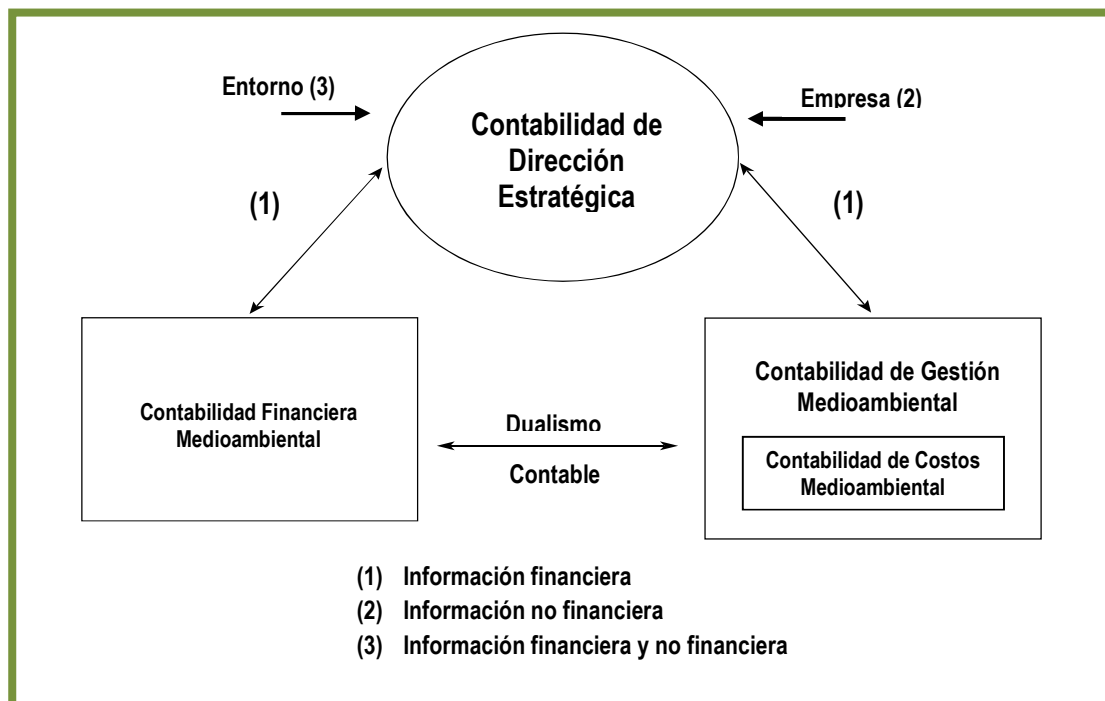 Entorno (3)
Empresa (2)
Contabilidad de
Dirección
Estratégica
(1)
(1)
Contabilidad Financiera
Medioambiental
Dualismo
Contable
Contabilidad de Gestión
Medioambiental
Contabilidad de Costos
Medioambiental
(1) Información financiera
(2) Información no financiera
(3) Información financiera y no financiera